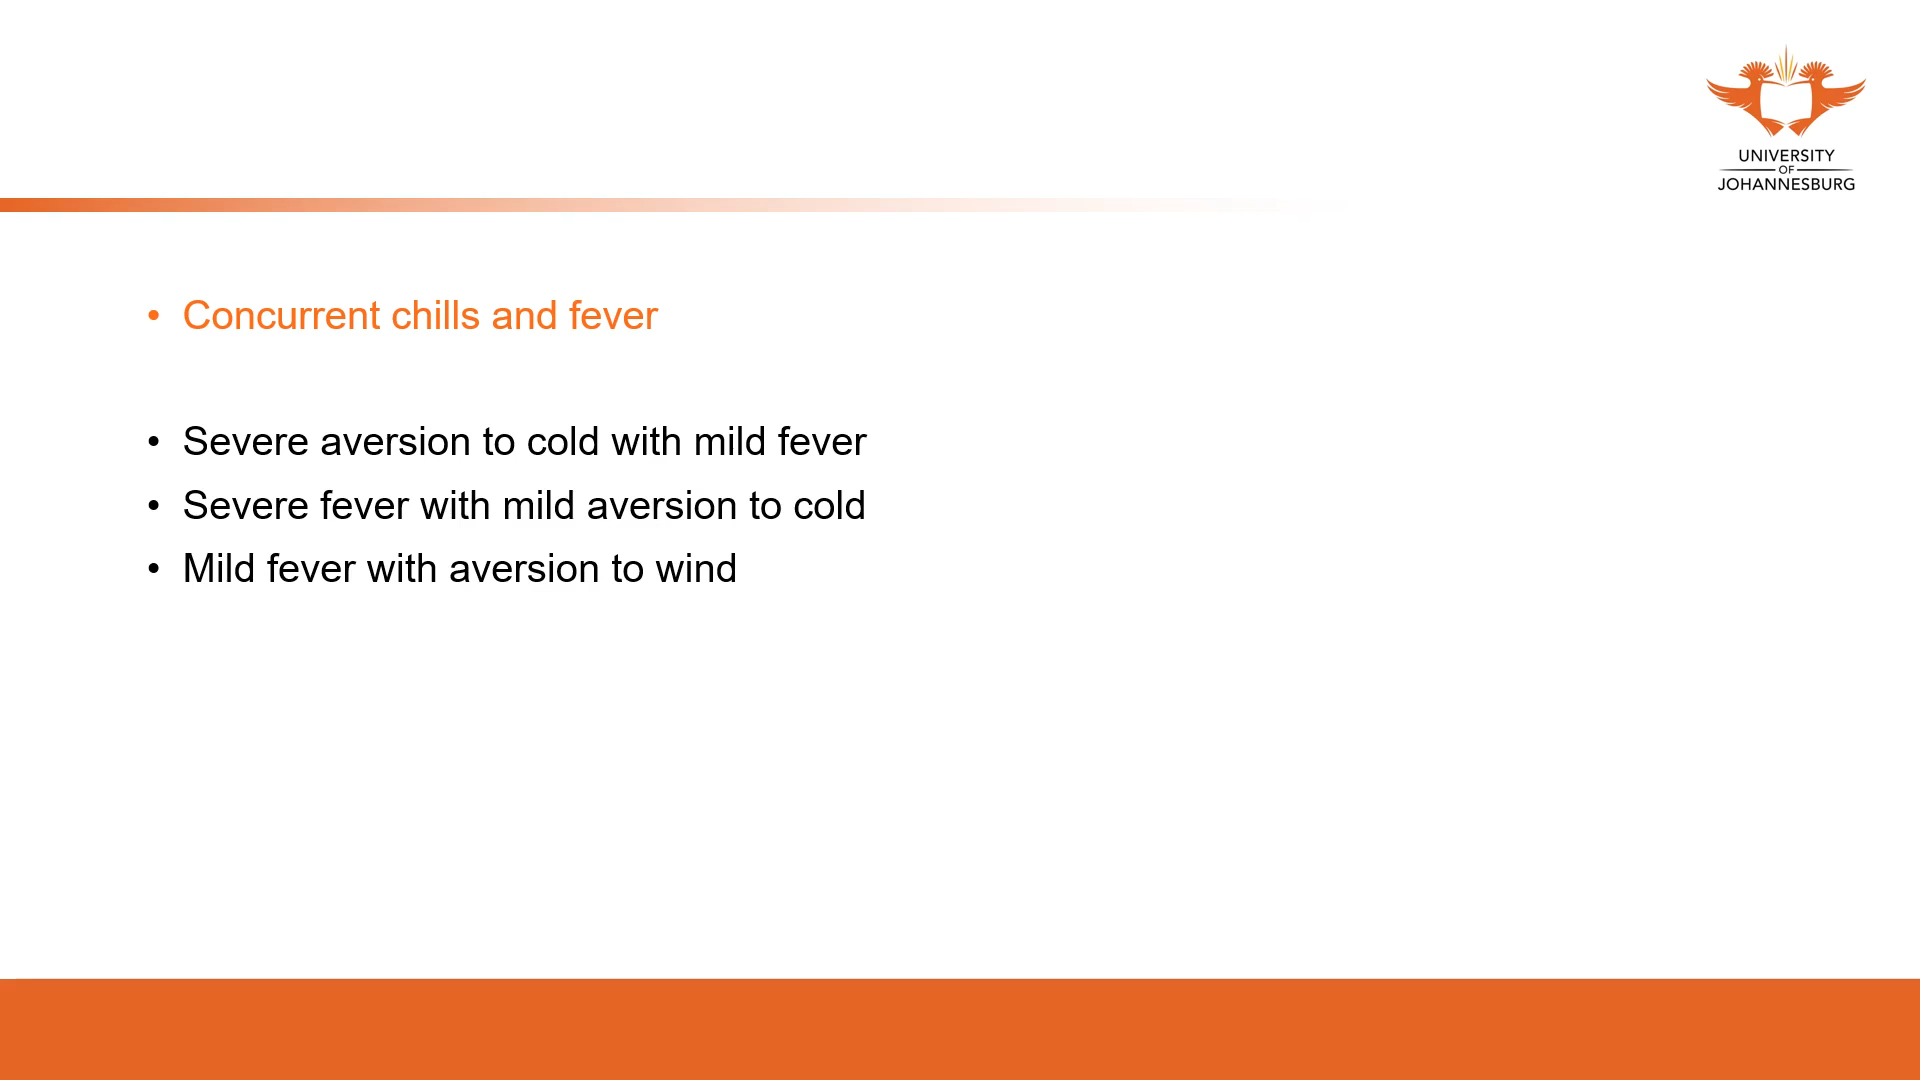 UNIVERSITY
OF
JOHANNESBURG
• Concurrent chills and fever
• Severe aversion to cold with mild fever
• Severe fever with mild aversion to cold
• Mild fever with aversion to wind